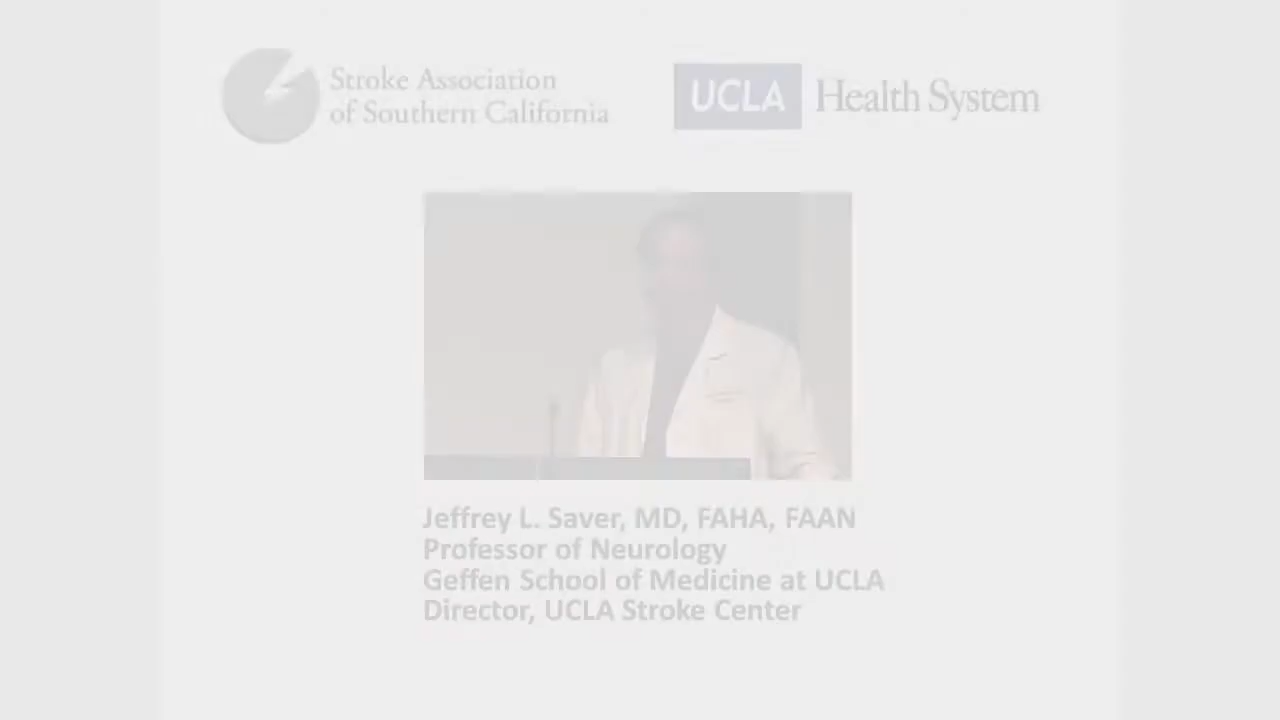 Stroke Association
of Southern California
UCLA Health System
Jeffrey L. Saver, MD, FAHA, FAAN
Professor of Neurology
Geffen School of Medicine at UCLA
Director, UCLA Stroke Center